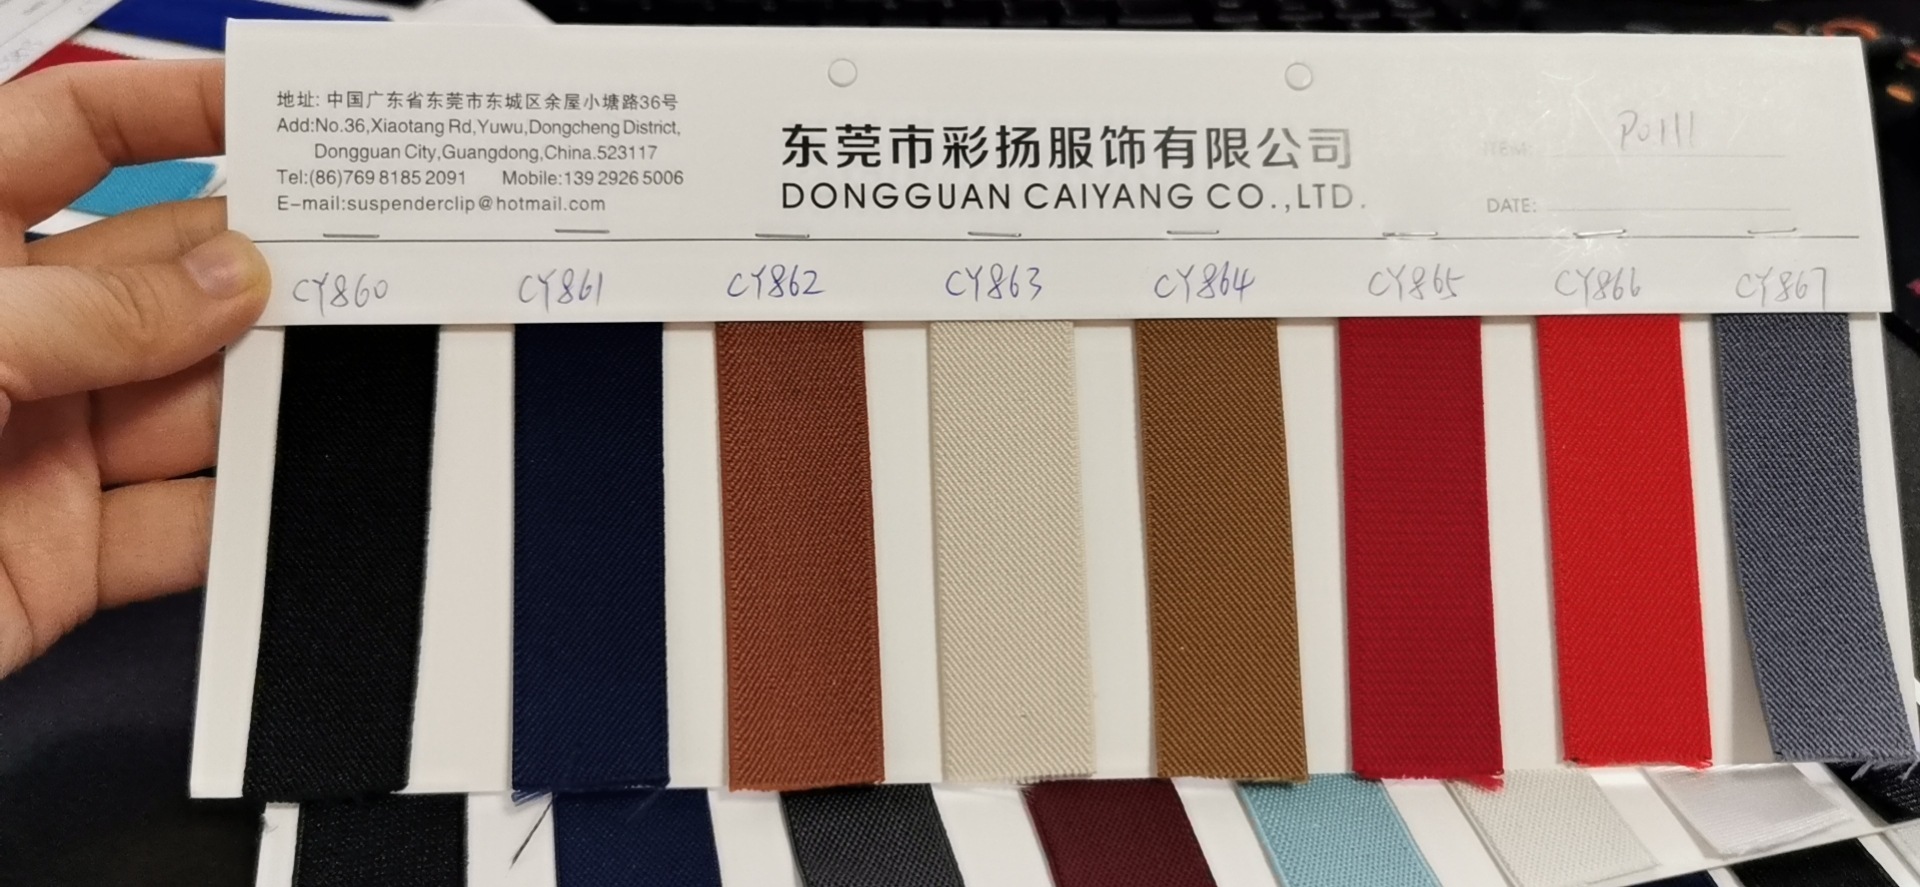 地址: 中国广东省东莞市东城区余屋小塘路36号
Add:No.36,Xiaotang Rd,Yuwu,Dongcheng District,
Dongguan City,Guangdong,China.523117
Tel:(86)769 8185 2091 Mobile:139 2926 5006
E-mail:suspenderclip@hotmail.com
东莞市彩扬服饰有限公司
DONGGUAN CAIYANG CO.,LTD.
ITEM: P0111
DATE:
CY860 CY861 CY862 CY863 CY864 CY865 CY866 CY867